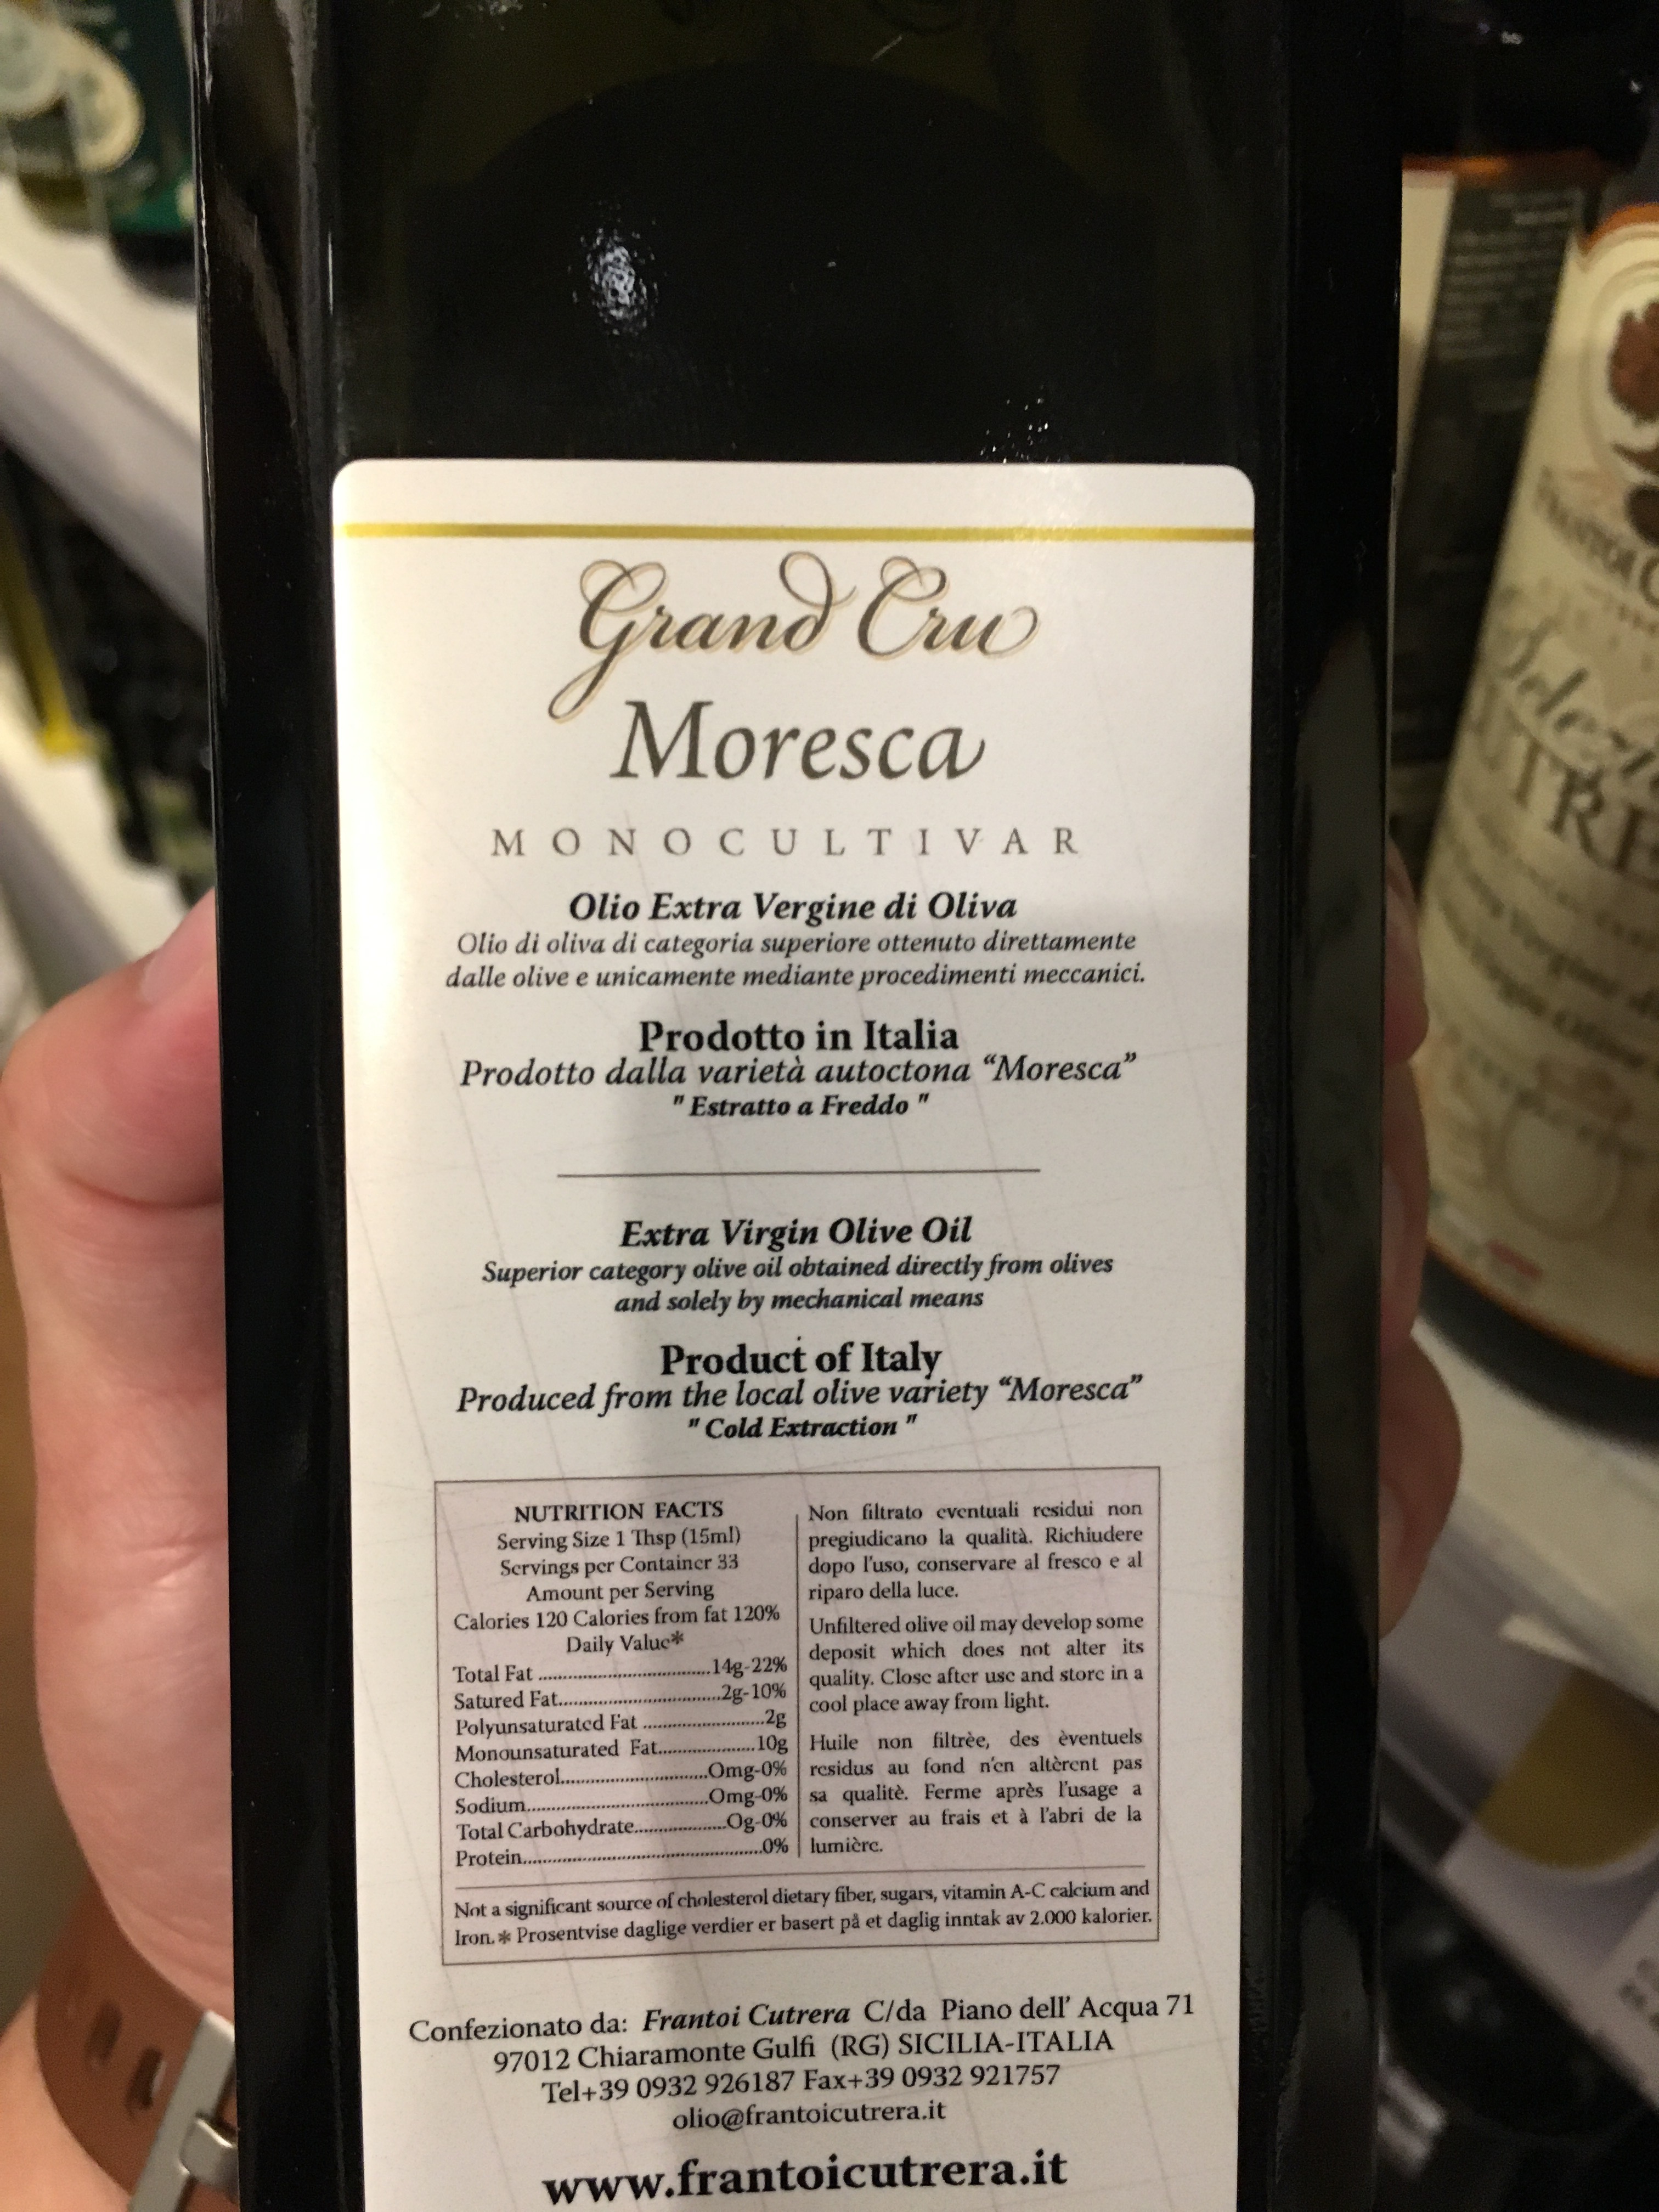 Grand Cru
Moresca
MONOCULTIVAR
Olio Extra Vergine di Oliva
Olio di oliva di categoria superiore ottenuto direttamente
dalle olive e unicamente mediante procedimenti meccanici.
Prodotto in Italia
Prodotto dalla varietà autoctona “Moresca”
" Estratto a Freddo "
Extra Virgin Olive Oil
Superior category olive oil obtained directly from olives
and solely by mechanical means
Product of Italy
Produced from the local olive variety “Moresca”
" Cold Extraction "
NUTRITION FACTS
Serving Size 1 Thsp (15ml)
Servings per Container 33
Amount per Serving
Calories 120 Calories from fat 120%
Daily Value*
Total Fat ..................................14g-22%
Satured Fat................................2g-10%
Polyunsaturated Fat ........................2g
Monounsaturated Fat...................10g
Cholesterol.............................Omg-0%
Sodium....................................Omg-0%
Total Carbohydrate..................Og-0%
Protein...............................................0%
Non filtrato eventuali residui non
pregiudicano la qualità. Richiudere
dopo l'uso, conservare al fresco e al
riparo della luce.
Unfiltered olive oil may develop some
deposit which does not alter its
quality. Close after use and store in a
cool place away from light.
Huile non filtrèe, des èventuels
residus au fond n'en altèrent pas
sa qualitè. Ferme après l'usage a
conserver au frais et à l'abri de la
lumière.
Not a significant source of cholesterol dietary fiber, sugars, vitamin A-C calcium and
Iron.* Prosentvise daglige verdier er basert på et daglig inntak av 2.000 kalorier.
Confezionato da: Frantoi Cutrera C/da Piano dell' Acqua 71
97012 Chiaramonte Gulfi (RG) SICILIA-ITALIA
Tel+39 0932 926187 Fax+39 0932 921757
olio@frantoicutrera.it
www.frantoicutrera.it